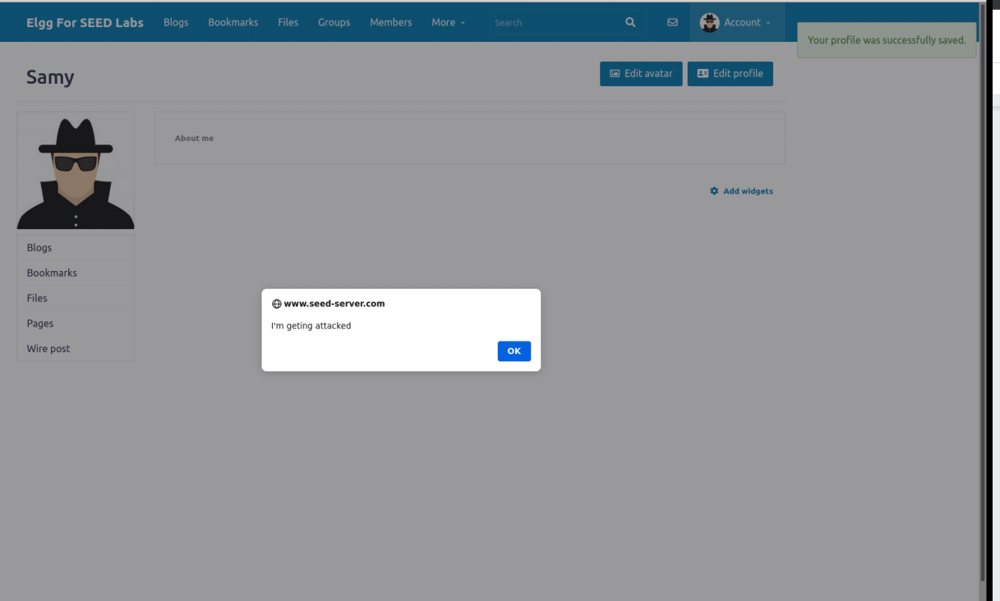 Elgg For SEED Labs Blogs Bookmarks Files Groups Members More Search Account
Your profile was successfully saved.
Samy
Edit avatar Edit profile
About me
Add widgets
Blogs
Bookmarks
Files
Pages
Wire post
www.seed-server.com
I'm geting attacked
OK